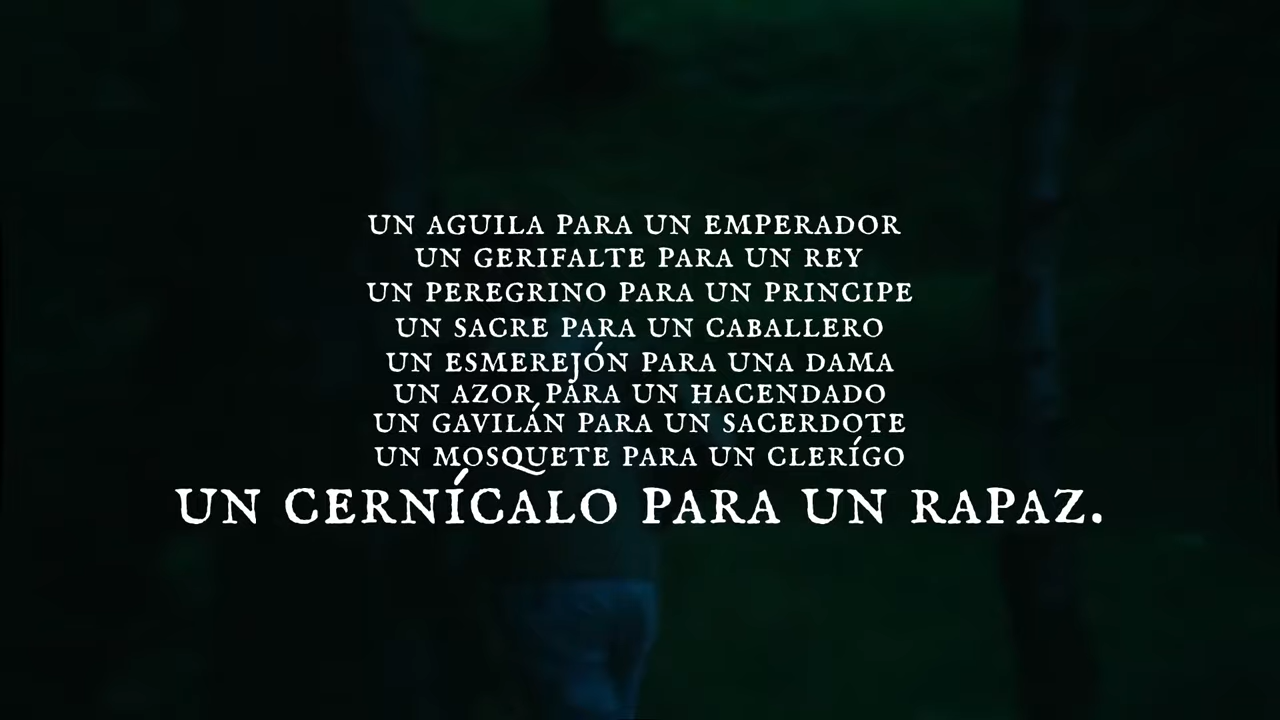 UN AGUILA PARA UN EMPERADOR
UN GERIFALTE PARA UN REY
UN PEREGRINO PARA UN PRINCIPE
UN SACRE PARA UN CABALLERO
UN ESMEREJÓN PARA UNA DAMA
UN AZOR PARA UN HACENDADO
UN GAVILÁN PARA UN SACERDOTE
UN MOSQUETE PARA UN CLERÍGO
UN CERNÍCALO PARA UN RAPAZ.